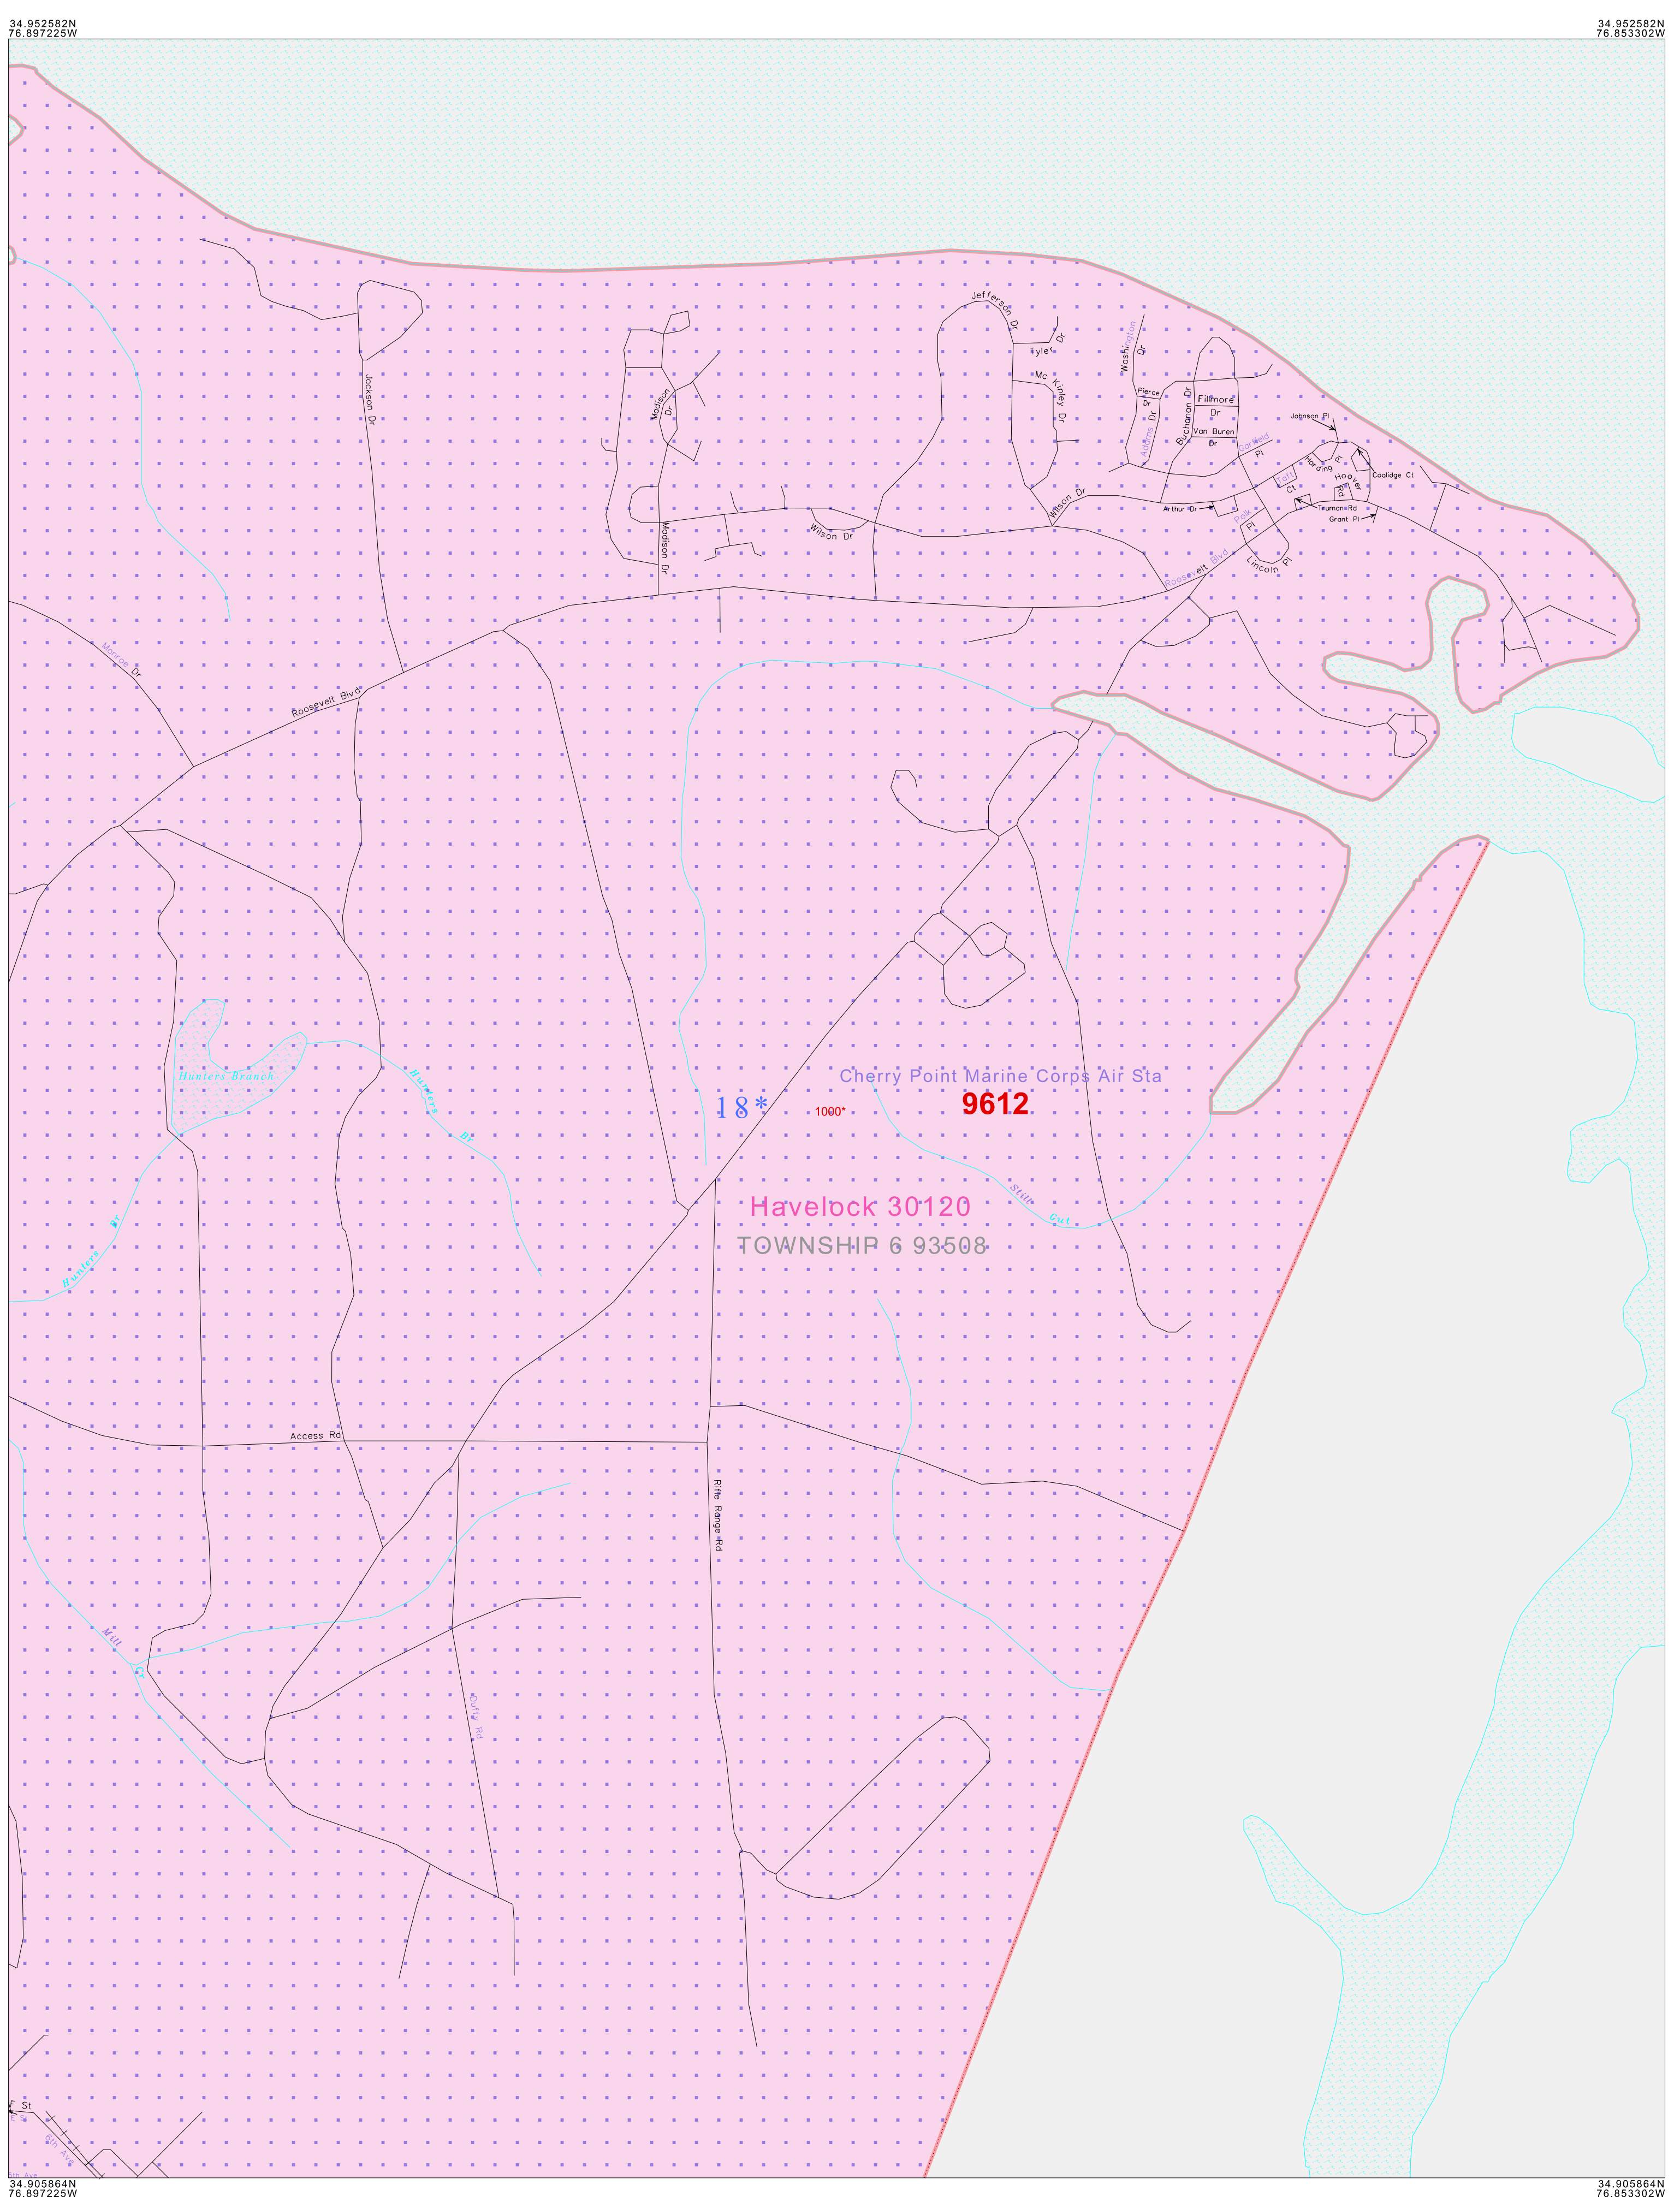 34.952582N
76.897225W
34.952582N
76.853302W
Jefferson Dr
Tyler Dr
Washington Dr
Jackson Dr
Mc Kinley Dr
Madison Dr
Pierce Dr
Buchanan Dr
Fillmore Dr
Adams Dr
Van Buren Dr
Garfield Pl
Johnson Pl
Harding Pl
Coolidge Ct
Taft Ct
Hoover Rd
Wilson Dr
Arthur Dr
Truman Rd
Grant Pl
Polk Pl
Wilson Dr
Madison Dr
Lincoln Pl
Roosevelt Blvd
Monroe Dr
Roosevelt Blvd
Hunters Branch
Hunters Br
Cherry Point Marine Corps Air Sta
18*
1000*
9612
Still Gut
Havelock 30120
TOWNSHIP 6 93508
Hunters Br
Access Rd
Rifle Range Rd
Mill Cr
Duffy Rd
F St
E St
6th Ave
5th Ave
34.905864N
76.897225W
34.905864N
76.853302W